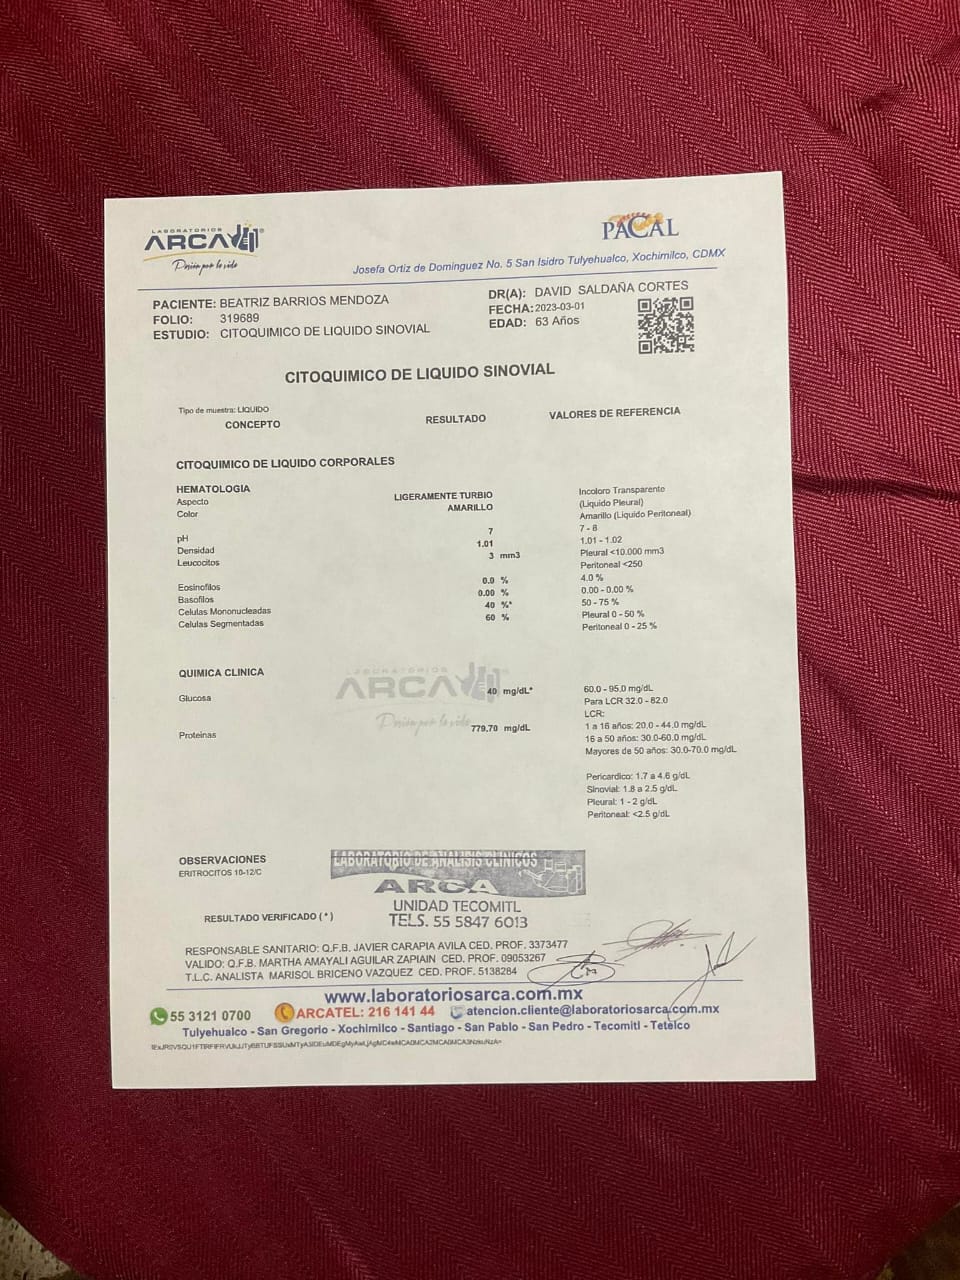 LABORATORIOS
ARCA
Pasión por la vida
PACAL
Josefa Ortiz de Dominguez No. 5 San Isidro Tulyehualco, Xochimilco, CDMX
PACIENTE: BEATRIZ BARRIOS MENDOZA
DR(A): DAVID SALDAÑA CORTES
FOLIO: 319689
FECHA: 2023-03-01
ESTUDIO: CITOQUIMICO DE LIQUIDO SINOVIAL
EDAD: 63 Años
CITOQUIMICO DE LIQUIDO SINOVIAL
Tipo de muestra: LIQUIDO
CONCEPTO RESULTADO VALORES DE REFERENCIA
CITOQUIMICO DE LIQUIDO CORPORALES
HEMATOLOGIA
Aspecto LIGERAMENTE TURBIO Incoloro Transparente
(Liquido Pleural)
Color AMARILLO Amarillo (Liquido Peritoneal)
pH 7 7 - 8
Densidad 1.01 1.01 - 1.02
Leucocitos 3 mm3 Pleural <10.000 mm3
Peritoneal <250
Eosinofilos 0.0 % 4.0 %
Basofilos 0.00 % 0.00 - 0.00 %
Celulas Mononucleadas 40 %* 50 - 75 %
Celulas Segmentadas 60 % Pleural 0 - 50 %
Peritoneal 0 - 25 %
QUIMICA CLINICA
LABORATORIOS
ARCA
Pasión por la vida
Glucosa 40 mg/dL* 60.0 - 95.0 mg/dL
Para LCR 32.0 - 82.0
LCR:
Proteinas 779,70 mg/dL 1 a 16 años: 20.0 - 44,0 mg/dL
16 a 50 años: 30.0-60.0 mg/dL
Mayores de 50 años: 30.0-70.0 mg/dL
Pericardico: 1.7 a 4.6 g/dL
Sinovial: 1.8 a 2.5 g/dL
Pleural: 1 - 2 g/dL
Peritoneal: <2.5 g/dL
OBSERVACIONES
ERITROCITOS 10-12/C
LABORATORIO DE ANALISIS CLINICOS
ARCA
UNIDAD TECOMITL
TELS. 55 5847 6013
RESULTADO VERIFICADO ( * )
RESPONSABLE SANITARIO: Q.F.B. JAVIER CARAPIA AVILA CED. PROF. 3373477
VALIDO: Q.F.B. MARTHA AMAYALI AGUILAR ZAPIAIN CED. PROF. 09053267
T.L.C. ANALISTA MARISOL BRICENO VAZQUEZ CED. PROF. 5138284
www.laboratoriosarca.com.mx
55 3121 0700 ARCATEL: 216 141 44 atencion.cliente@laboratoriosarca.com.mx
Tulyehualco - San Gregorio - Xochimilco - Santiago - San Pablo - San Pedro - Tecomitl - Tetelco